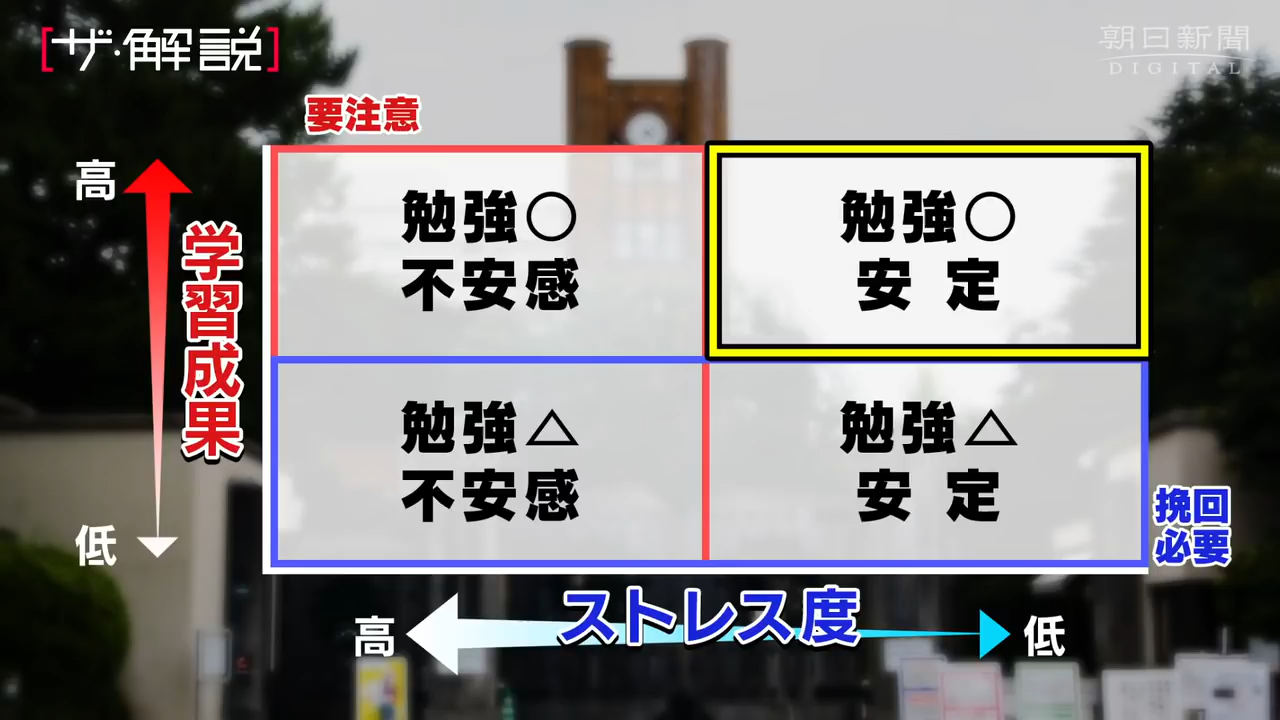 [ザ・解説]
朝日新聞
DIGITAL
要注意
高
学習成果
低
勉強○
不安感
勉強○
安 定
勉強△
不安感
勉強△
安 定
挽回
必要
高
ストレス度
低